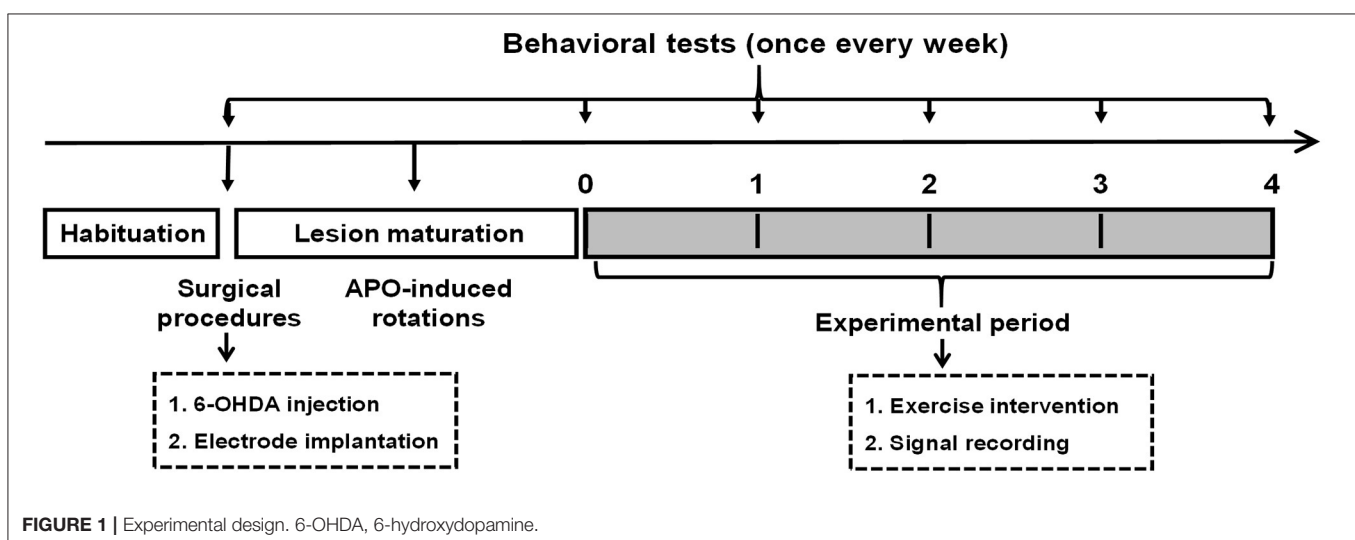 Behavioral tests (once every week)
0 1 2 3 4
Habituation
Lesion maturation
Surgical
procedures
APO-induced
rotations
Experimental period
1. 6-OHDA injection
2. Electrode implantation
1. Exercise intervention
2. Signal recording
FIGURE 1 | Experimental design. 6-OHDA, 6-hydroxydopamine.